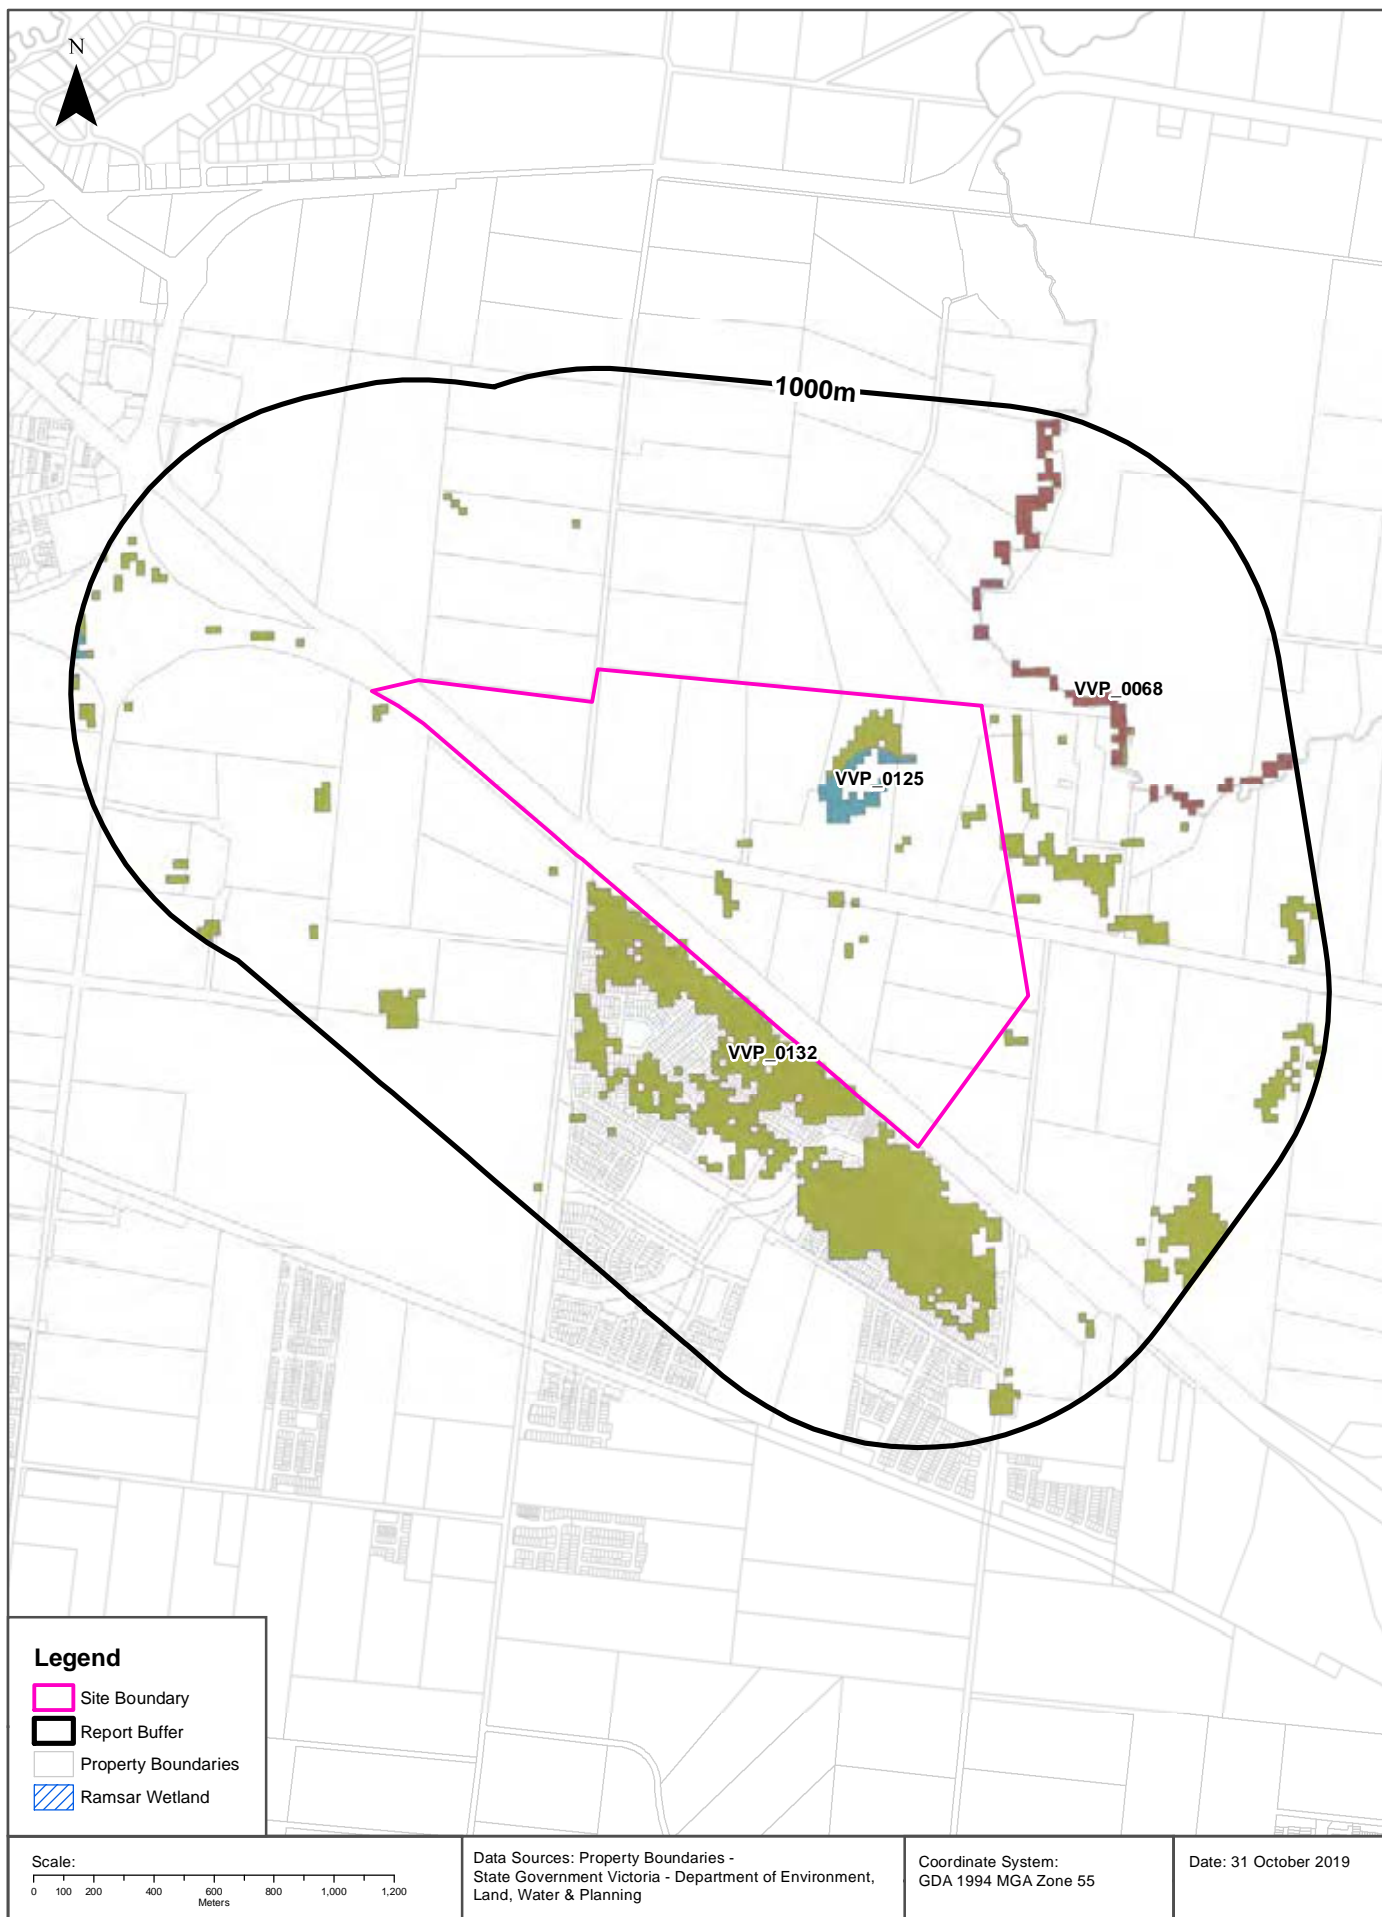 N
1000m
VVP_0068
VVP_0125
VVP_0132
Legend
Site Boundary
Report Buffer
Property Boundaries
Ramsar Wetland
Scale:
0 100 200 400 600 800 1,000 1,200
Meters
Data Sources: Property Boundaries -
State Government Victoria - Department of Environment,
Land, Water & Planning
Coordinate System:
GDA 1994 MGA Zone 55
Date: 31 October 2019